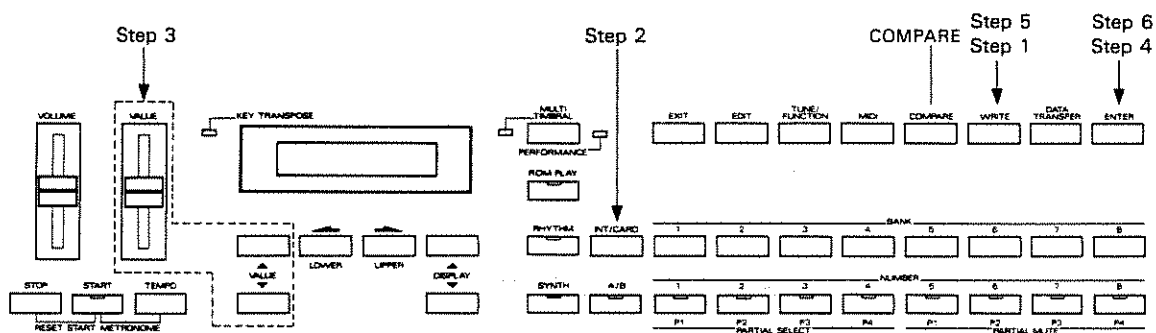 Step 5 Step 6
Step 3 Step 2 COMPARE Step 1 Step 4
VOLUME VALUE KEY TRANSPOSE MULTI TIMBRAL EXIT EDIT TUNE/FUNCTION MIDI COMPARE WRITE DATA TRANSFER ENTER
PERFORMANCE
ROM PLAY
BANK
RHYTHM INT/CARD 1 2 3 4 5 6 7 8
LOWER UPPER
VALUE DISPLAY
NUMBER
STOP START TEMPO SYNTH A/B 1 2 3 4 5 6 7 8
RESET START METRONOME P1 P2 P3 P4 P1 P2 P3 P4
PARTIAL SELECT PARTIAL MUTE